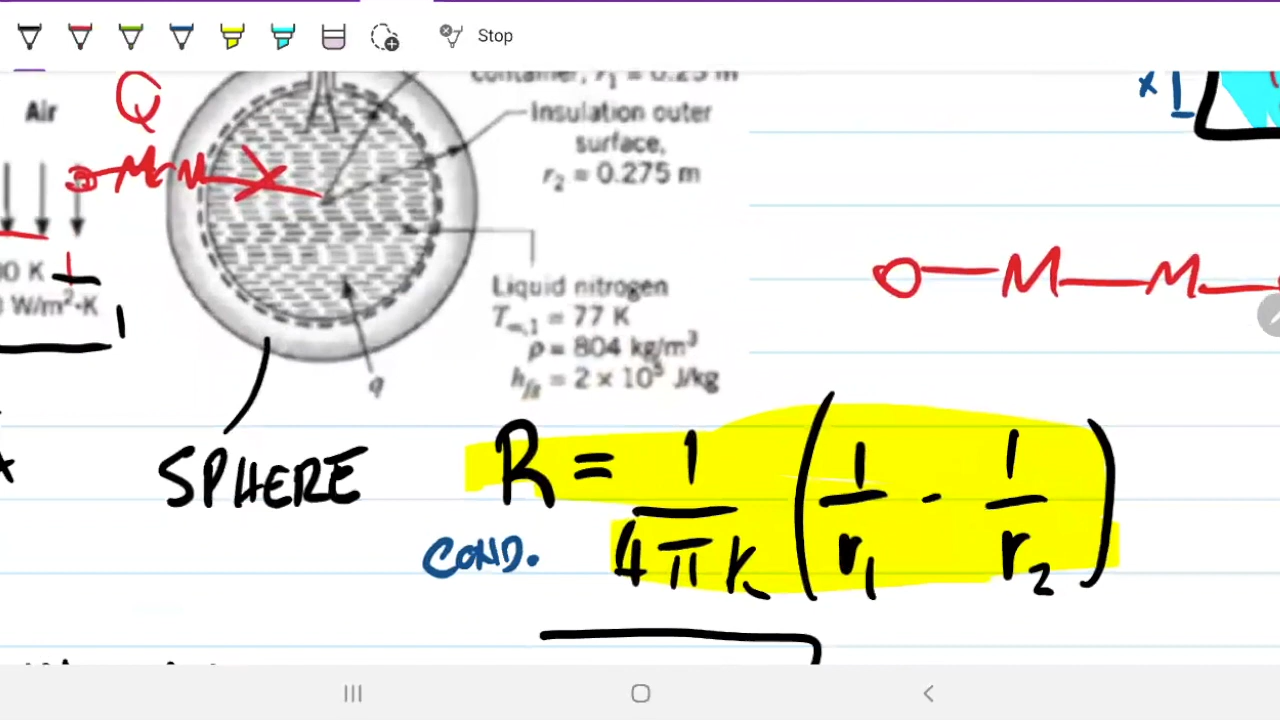 Stop
container, r₁ = 0.25 m
Air
Q
Insulation outer
surface,
r₂ = 0.275 m
Liquid nitrogen
T∞,1 = 77 K
ρ = 804 kg/m³
h_fg = 2 × 10⁵ J/kg
W/m²·K
q
SPHERE
R = 1/4πk (1/r₁ - 1/r₂)
COND.